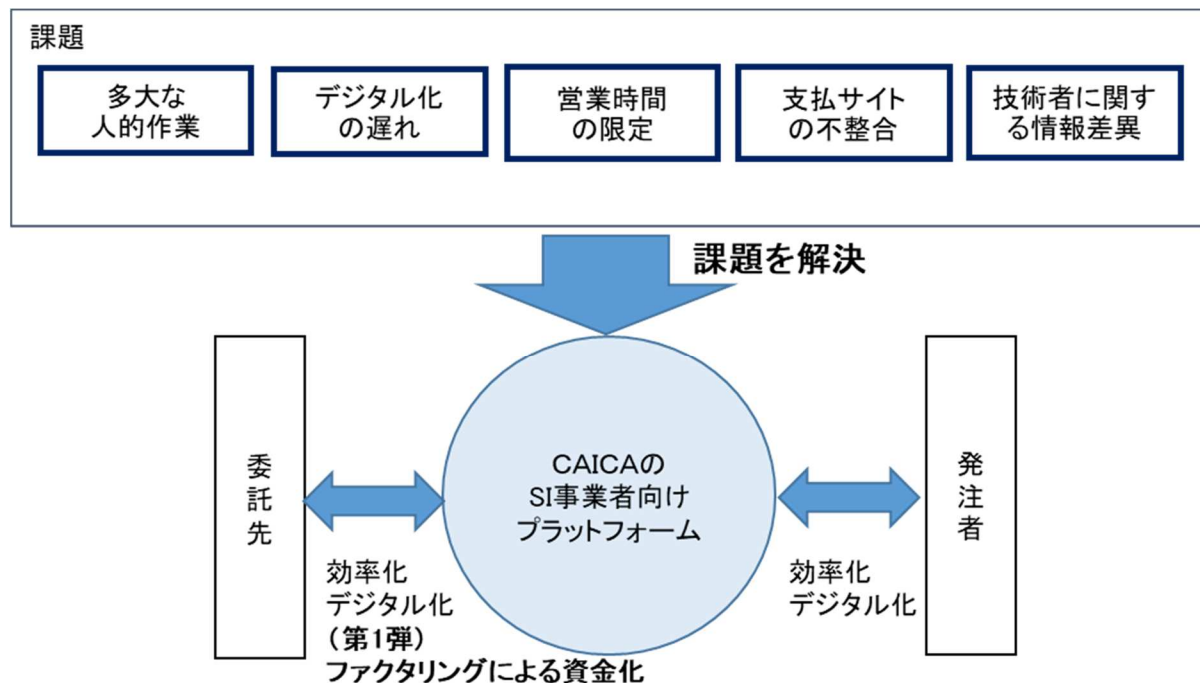 課題
多大な
人的作業
デジタル化
の遅れ
営業時間
の限定
支払サイト
の不整合
技術者に関す
る情報差異
課題を解決
委託先
CAICAの
SI事業者向け
プラットフォーム
発注者
効率化
デジタル化
(第1弾)
ファクタリングによる資金化
効率化
デジタル化